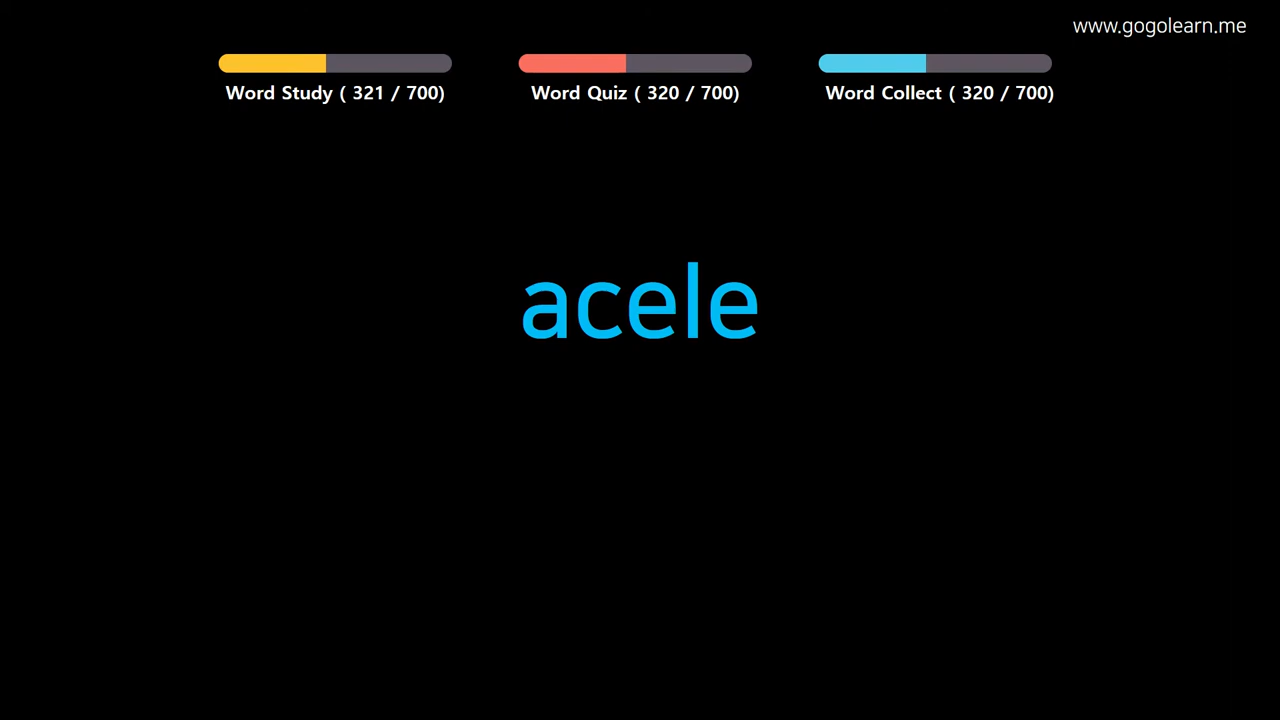 www.gogolearn.me
Word Study ( 321 / 700)
Word Quiz ( 320 / 700)
Word Collect ( 320 / 700)
acele